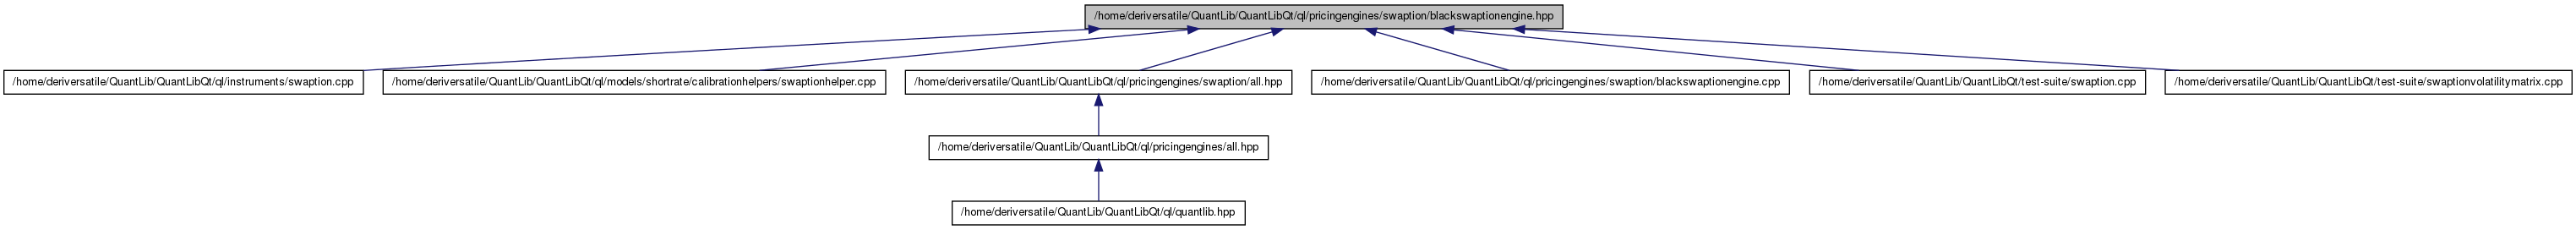 /home/deriversatile/QuantLib/QuantLibQt/ql/pricingengines/swaption/blackswaptionengine.hpp
/home/deriversatile/QuantLib/QuantLibQt/ql/instruments/swaption.cpp
/home/deriversatile/QuantLib/QuantLibQt/ql/models/shortrate/calibrationhelpers/swaptionhelper.cpp
/home/deriversatile/QuantLib/QuantLibQt/ql/pricingengines/swaption/all.hpp
/home/deriversatile/QuantLib/QuantLibQt/ql/pricingengines/swaption/blackswaptionengine.cpp
/home/deriversatile/QuantLib/QuantLibQt/test-suite/swaption.cpp
/home/deriversatile/QuantLib/QuantLibQt/test-suite/swaptionvolatilitymatrix.cpp
/home/deriversatile/QuantLib/QuantLibQt/ql/pricingengines/all.hpp
/home/deriversatile/QuantLib/QuantLibQt/ql/quantlib.hpp